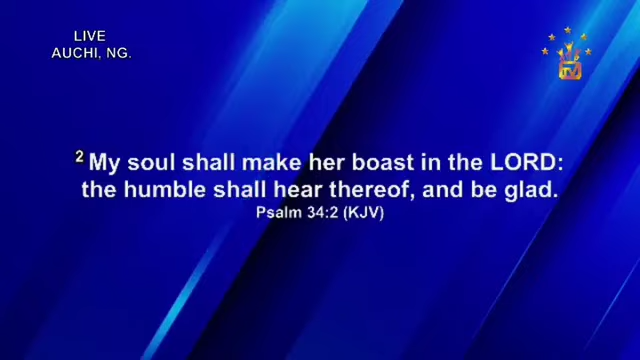 LIVE
AUCHI, NG.
TV
2 My soul shall make her boast in the LORD:
the humble shall hear thereof, and be glad.
Psalm 34:2 (KJV)